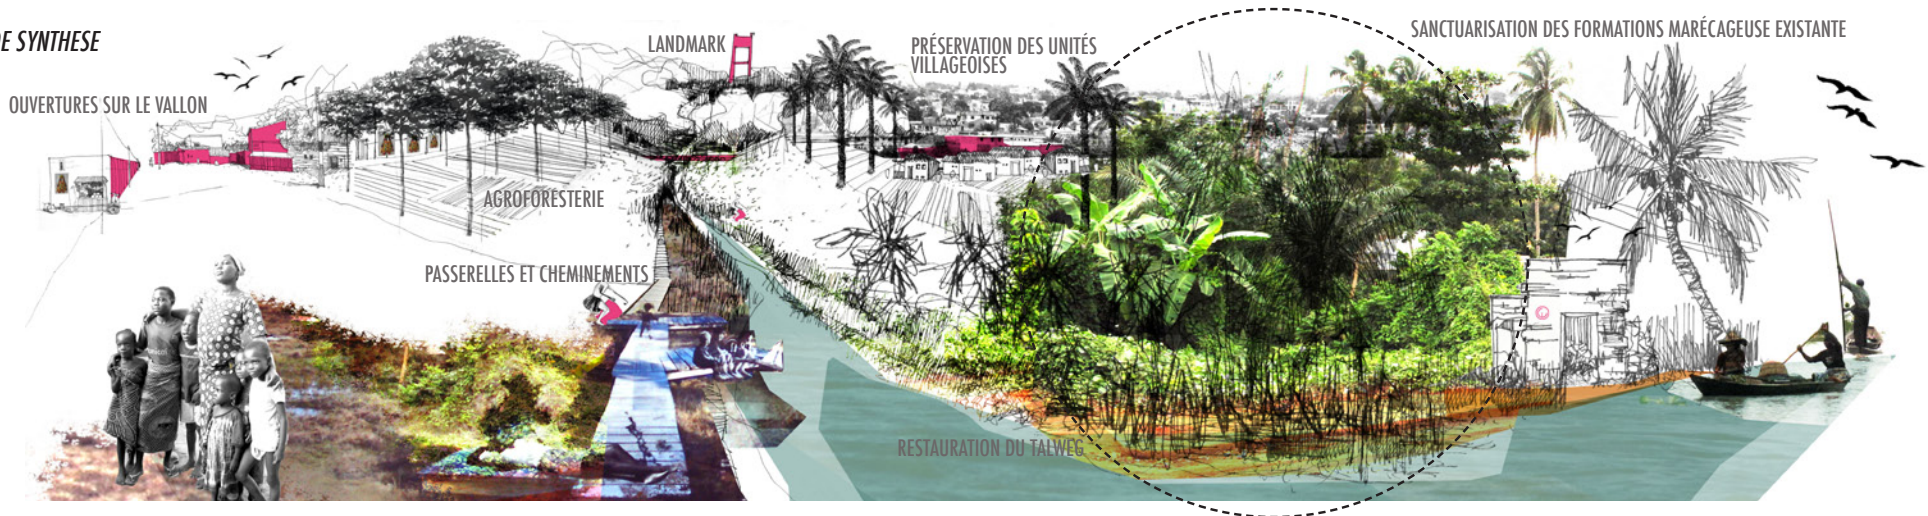 DE SYNTHESE
SANCTUARISATION DES FORMATIONS MARÉCAGEUSE EXISTANTE
LANDMARK
PRÉSERVATION DES UNITÉS
VILLAGEOISES
OUVERTURES SUR LE VALLON
AGROFORESTERIE
PASSERELLES ET CHEMINEMENTS
RESTAURATION DU TALWEG